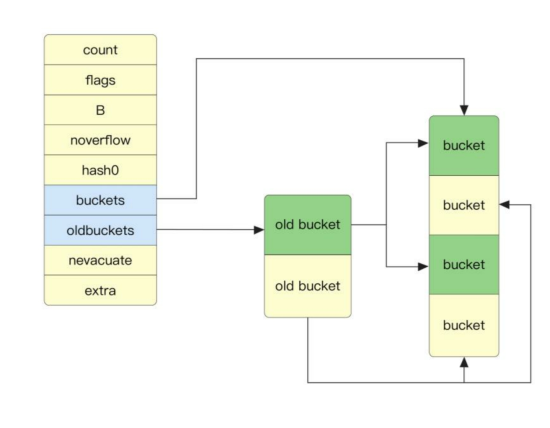 count
flags
B
noverflow
hash0
buckets
oldbuckets
nevacuate
extra
old bucket
old bucket
bucket
bucket
bucket
bucket